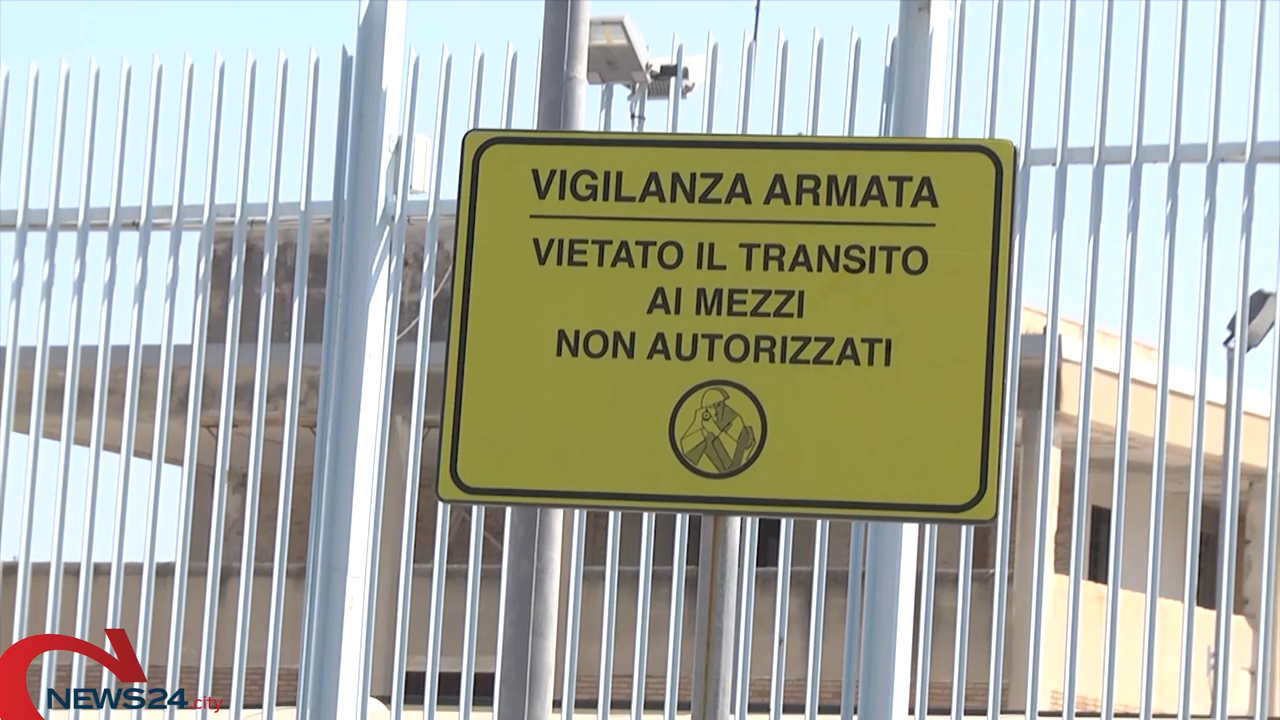 VIGILANZA ARMATA
VIETATO IL TRANSITO
AI MEZZI
NON AUTORIZZATI
NEWS24.city